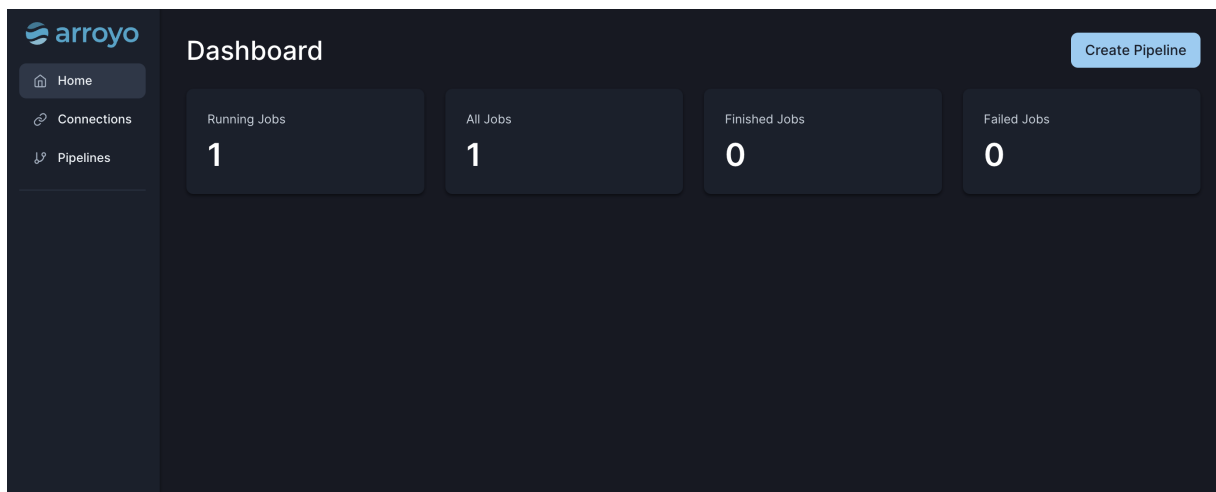 arroyo
Home
Connections
Pipelines
Dashboard
Create Pipeline
Running Jobs
1
All Jobs
1
Finished Jobs
0
Failed Jobs
0